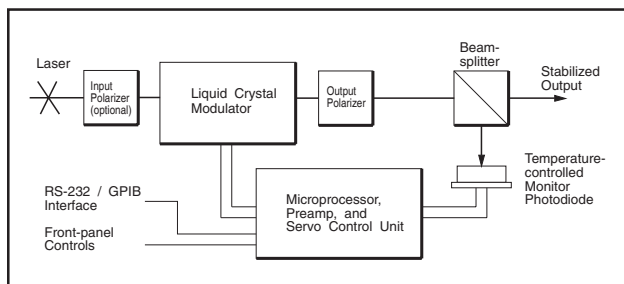 Laser
Input
Polarizer
(optional)
Liquid Crystal
Modulator
Output
Polarizer
Beam-
splitter
Stabilized
Output
Temperature-
controlled
Monitor
Photodiode
RS-232 / GPIB
Interface
Front-panel
Controls
Microprocessor,
Preamp, and
Servo Control Unit